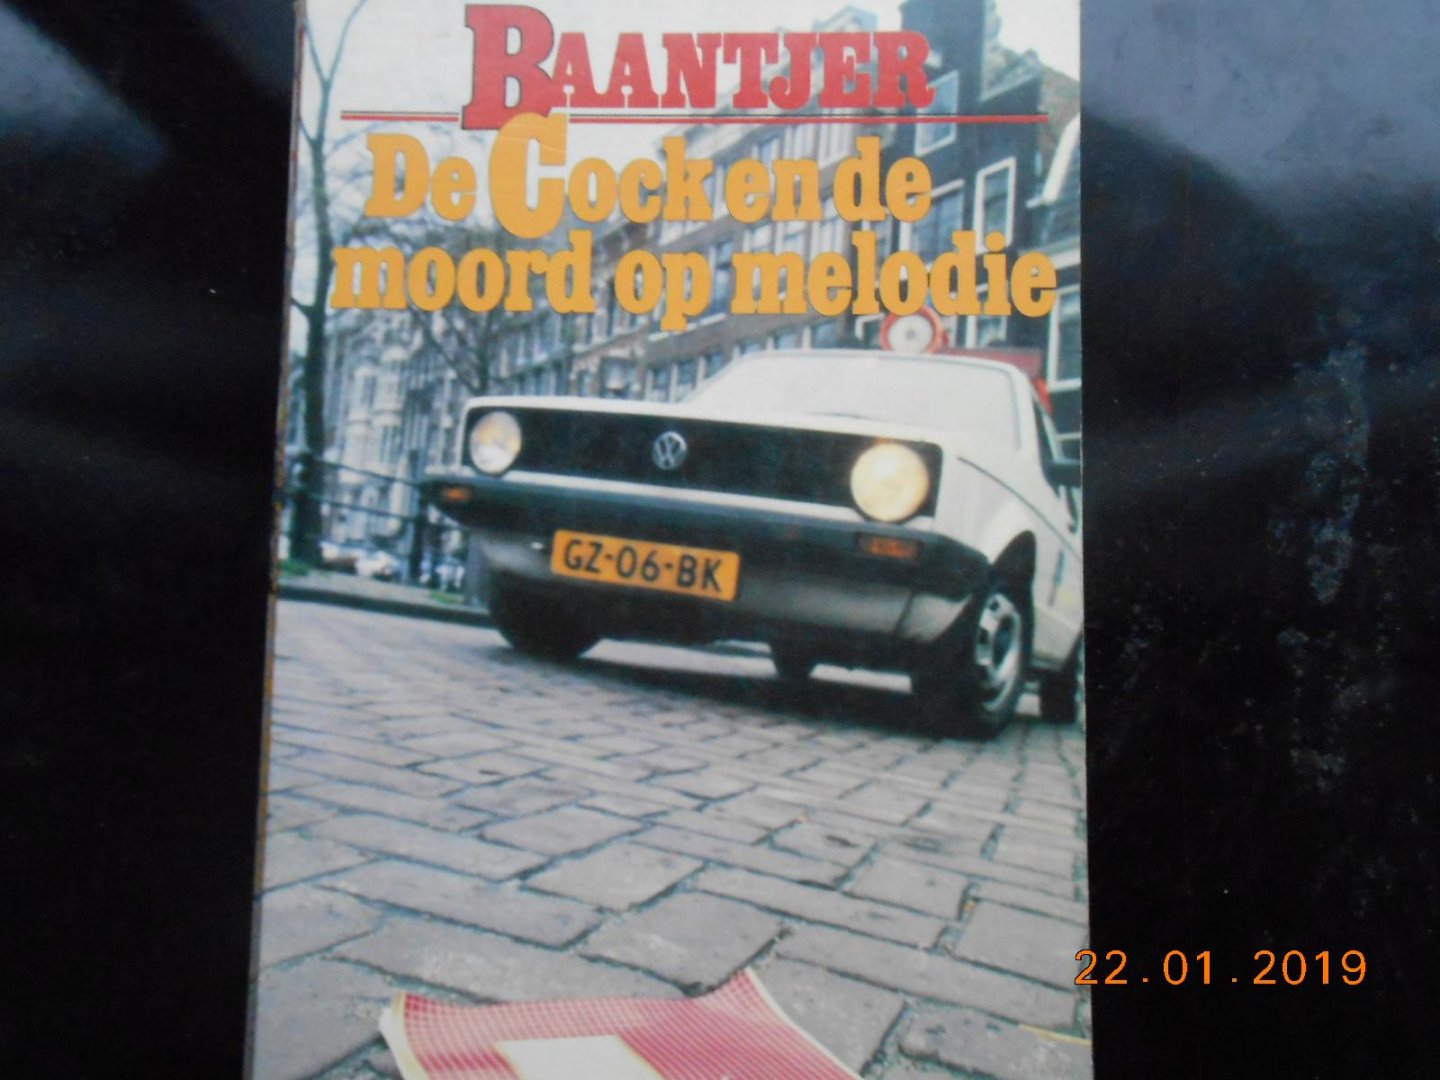 BAANTJER
De Cock en de
moord op melodie
GZ-06-BK
22.01.2019